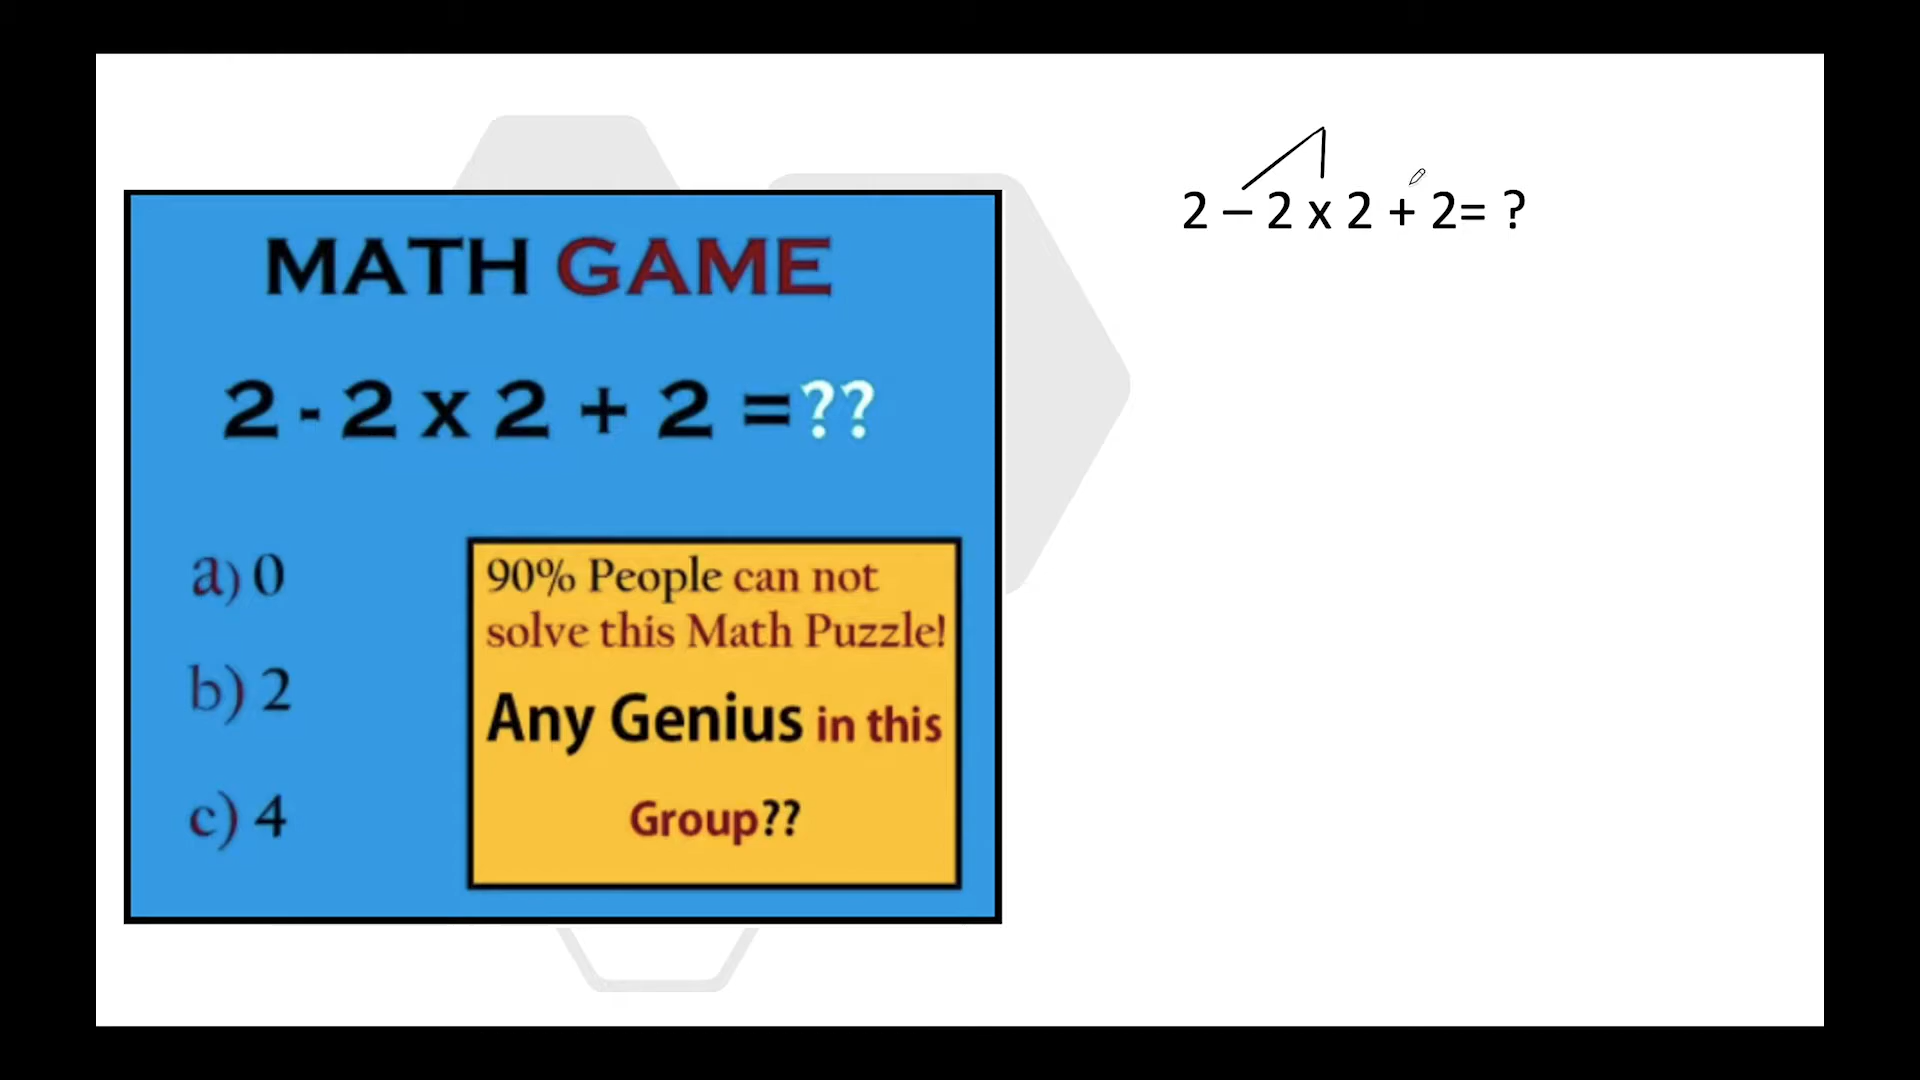 MATH GAME
2 - 2 x 2 + 2 =??
a) 0
b) 2
c) 4
90% People can not
solve this Math Puzzle!
Any Genius in this
Group??
2 – 2 x 2 + 2= ?